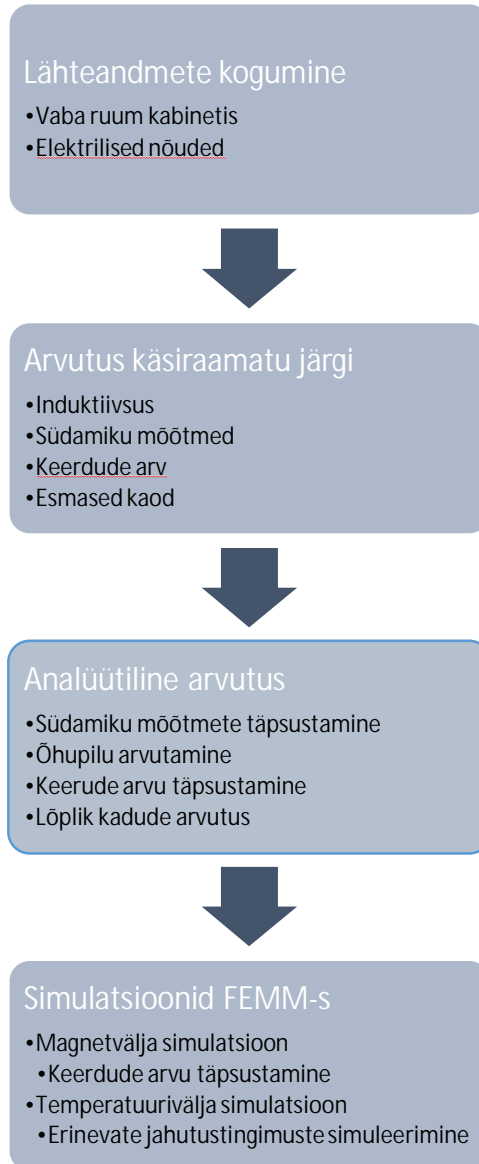 Lähteandmete kogumine
•Vaba ruum kabinetis
•Elektrilised nõuded
Arvutus käsiraamatu järgi
•Induktiivsus
•Südamiku mõõtmed
•Keerdude arv
•Esmased kaod
Analüütiline arvutus
•Südamiku mõõtmete täpsustamine
•Õhupilu arvutamine
•Keerude arvu täpsustamine
•Lõplik kadude arvutus
Simulatsioonid FEMM-s
•Magnetvälja simulatsioon
•Keerdude arvu täpsustamine
•Temperatuurivälja simulatsioon
•Erinevate jahutustingimuste simuleerimine